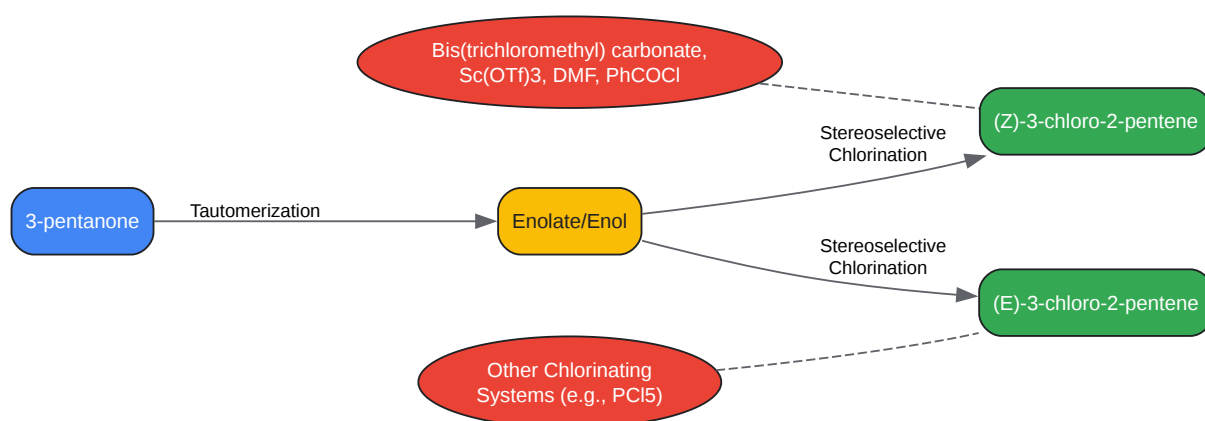 Bis(trichloromethyl) carbonate,
Sc(OTf)3, DMF, PhCOCl
(Z)-3-chloro-2-pentene
Stereoselective
Chlorination
3-pentanone
Tautomerization
Enolate/Enol
Stereoselective
Chlorination
(E)-3-chloro-2-pentene
Other Chlorinating
Systems (e.g., PCl5)